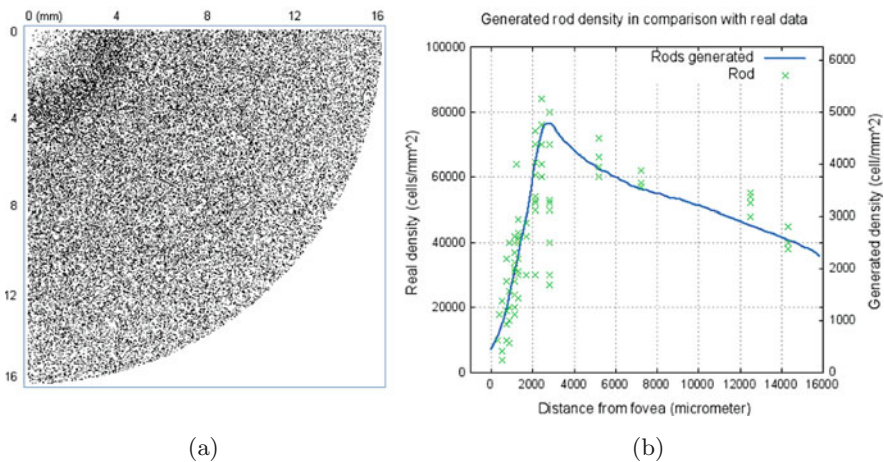 0 (mm) 4 8 12 16
0
4
8
12
16
(a)
Generated rod density in comparison with real data
Rods generated
Rod
Real density (cells/mm^2)
100000
80000
60000
40000
20000
0
6000
5000
4000
3000
2000
1000
0
Generated density (cell/mm^2)
0 2000 4000 6000 8000 10000 12000 14000 16000
Distance from fovea (micrometer)
(b)